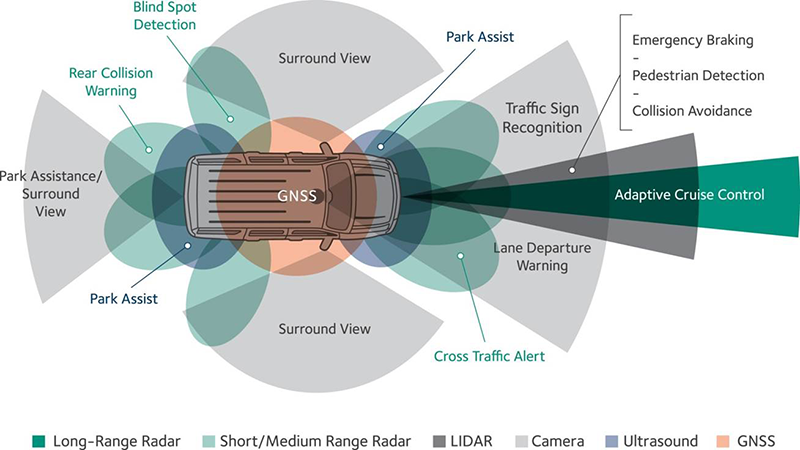 Blind Spot
Detection
Surround View
Park Assist
Emergency Braking
–
Pedestrian Detection
–
Collision Avoidance
Rear Collision
Warning
Traffic Sign
Recognition
Park Assistance/
Surround
View
GNSS
Adaptive Cruise Control
Lane Departure
Warning
Park Assist
Surround View
Cross Traffic Alert
Long-Range Radar
Short/Medium Range Radar
LIDAR
Camera
Ultrasound
GNSS